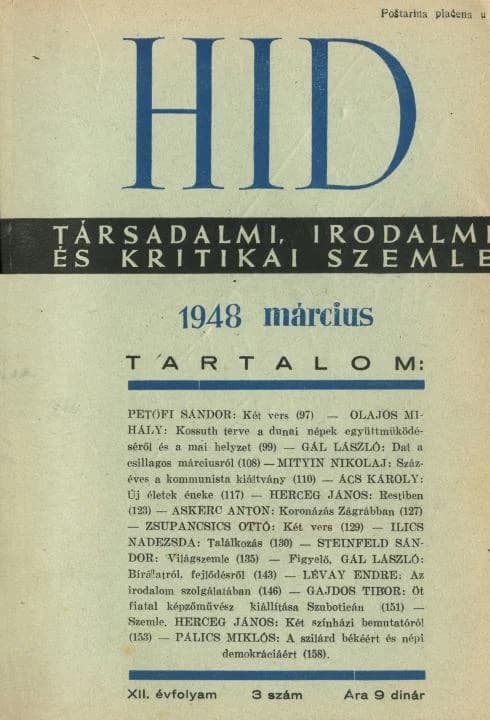 Poštarina plaćena u
HID
TÁRSADALMI, IRODALMI
ÉS KRITIKAI SZEMLE
1948 március
TARTALOM:
PETŐFI SÁNDOR: Két vers (97) — OLAJOS MI-
HÁLY: Kossuth terve a dunai népek együttmüködé-
séről és a mai helyzet (99) — GÁL LÁSZLÓ: Dal a
csillagos márciusról (108) — MITYIN NIKOLAJ: Száz-
éves a kommunista kiáltvány (110) — ÁCS KÁROLY:
Új életek éneke (117) — HERCEG JÁNOS: Restiben
(123) — ASKERC ANTON: Koronázás Zágrábban (127)
— ZSUPANCSICS OTTÓ: Két vers (129) — ILICS
NADEZSDA: Találkozás (130) — STEINFELD SÁN-
DOR: Világszemle (135) — Figyelő, GÁL LÁSZLÓ:
Bírálatról, fejlődésről (143) — LÉVAY ENDRE: Az
irodalom szolgálatában (146) — GAJDOS TIBOR: Öt
fiatal képzőművész kiállítása Szuboticán (151) —
Szemle, HERCEG JÁNOS: Két színházi bemutatóról
(153) — PALICS MIKLÓS: A szilárd békéért és népi
demokráciáért (158).
XII. évfolyam 3 szám Ára 9 dinár